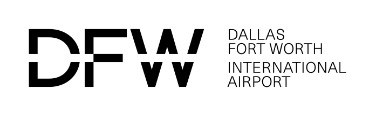 DFW
DALLAS
FORT WORTH
INTERNATIONAL
AIRPORT